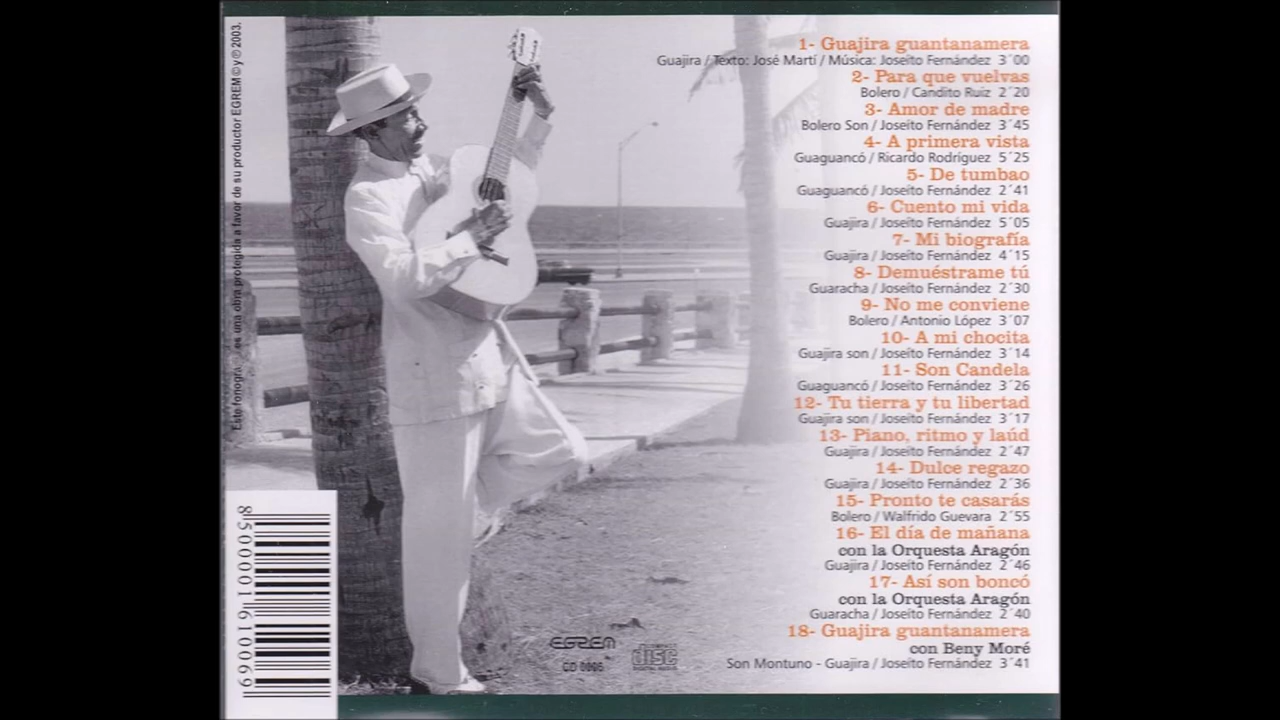 Este fonogra es una obra protegida a favor de su productor EGREM © y ℗ 2003.
1- Guajira guantanamera
Guajira / Texto: José Martí / Música: Joseíto Fernández 3´00
2- Para que vuelvas
Bolero / Candito Ruíz 2´20
3- Amor de madre
Bolero Son / Joseíto Fernández 3´45
4- A primera vista
Guaguancó / Ricardo Rodríguez 5´25
5- De tumbao
Guaguancó / Joseíto Fernández 2´41
6- Cuento mi vida
Guajira / Joseíto Fernández 5´05
7- Mi biografía
Guajira / Joseíto Fernández 4´15
8- Demuéstrame tú
Guaracha / Joseíto Fernández 2´30
9- No me conviene
Bolero / Antonio López 3´07
10- A mi chocita
Guajira son / Joseíto Fernández 3´14
11- Son Candela
Guaguancó / Joseíto Fernández 3´26
12- Tu tierra y tu libertad
Guajira son / Joseíto Fernández 3´17
13- Piano, ritmo y laúd
Guajira / Joseíto Fernández 2´47
14- Dulce regazo
Guajira / Joseíto Fernández 2´36
15- Pronto te casarás
Bolero / Walfrido Guevara 2´55
16- El día de mañana
con la Orquesta Aragón
Guajira / Joseíto Fernández 2´46
17- Así son boncó
con la Orquesta Aragón
Guaracha / Joseíto Fernández 2´40
18- Guajira guantanamera
con Beny Moré
Son Montuno - Guajira / Joseíto Fernández 3´41
EGREM
CD 0006
disc
DIGITAL AUDIO
8500001610069